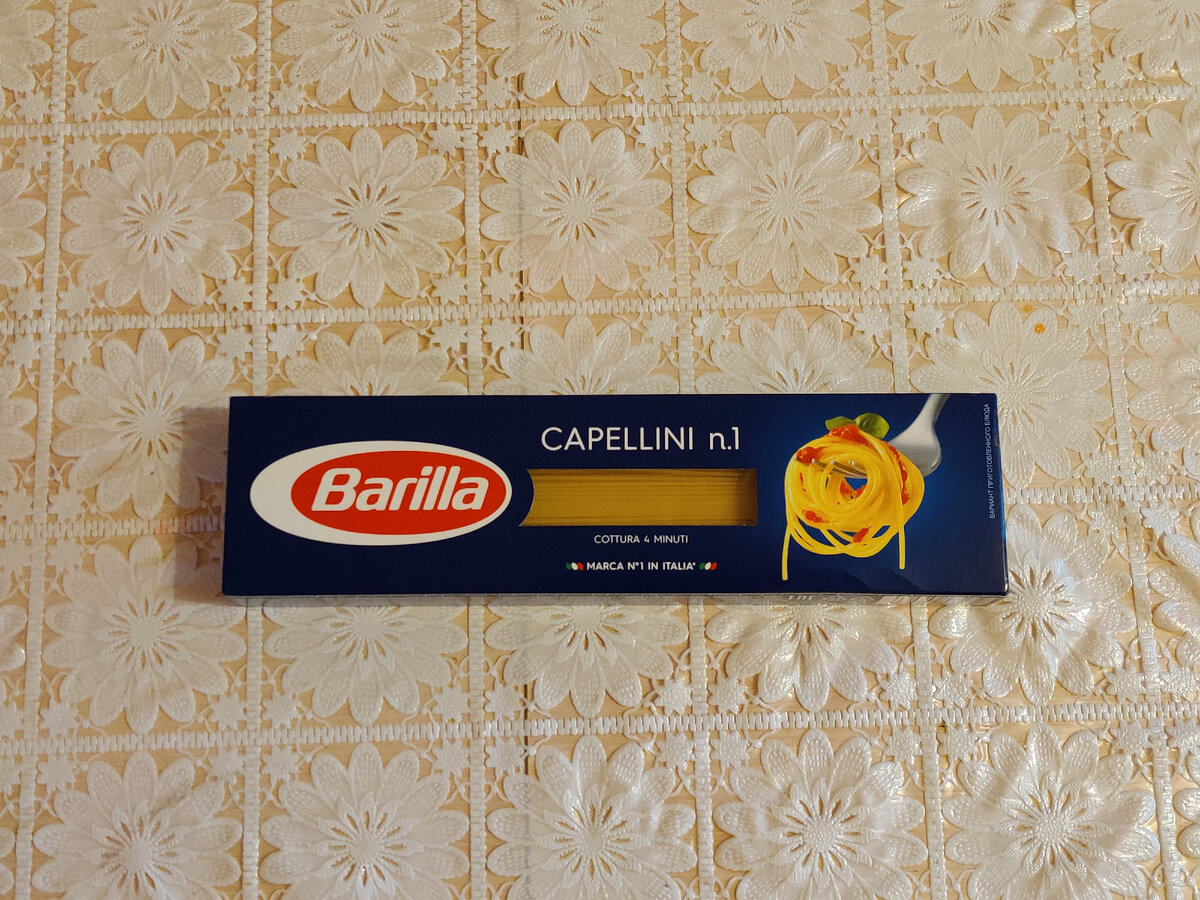 Barilla
CAPELLINI n.1
COTTURA 4 MINUTI
MARCA N°1 IN ITALIA*
ВАРИАНТ ПРИГОТОВЛЕННОГО БЛЮДА